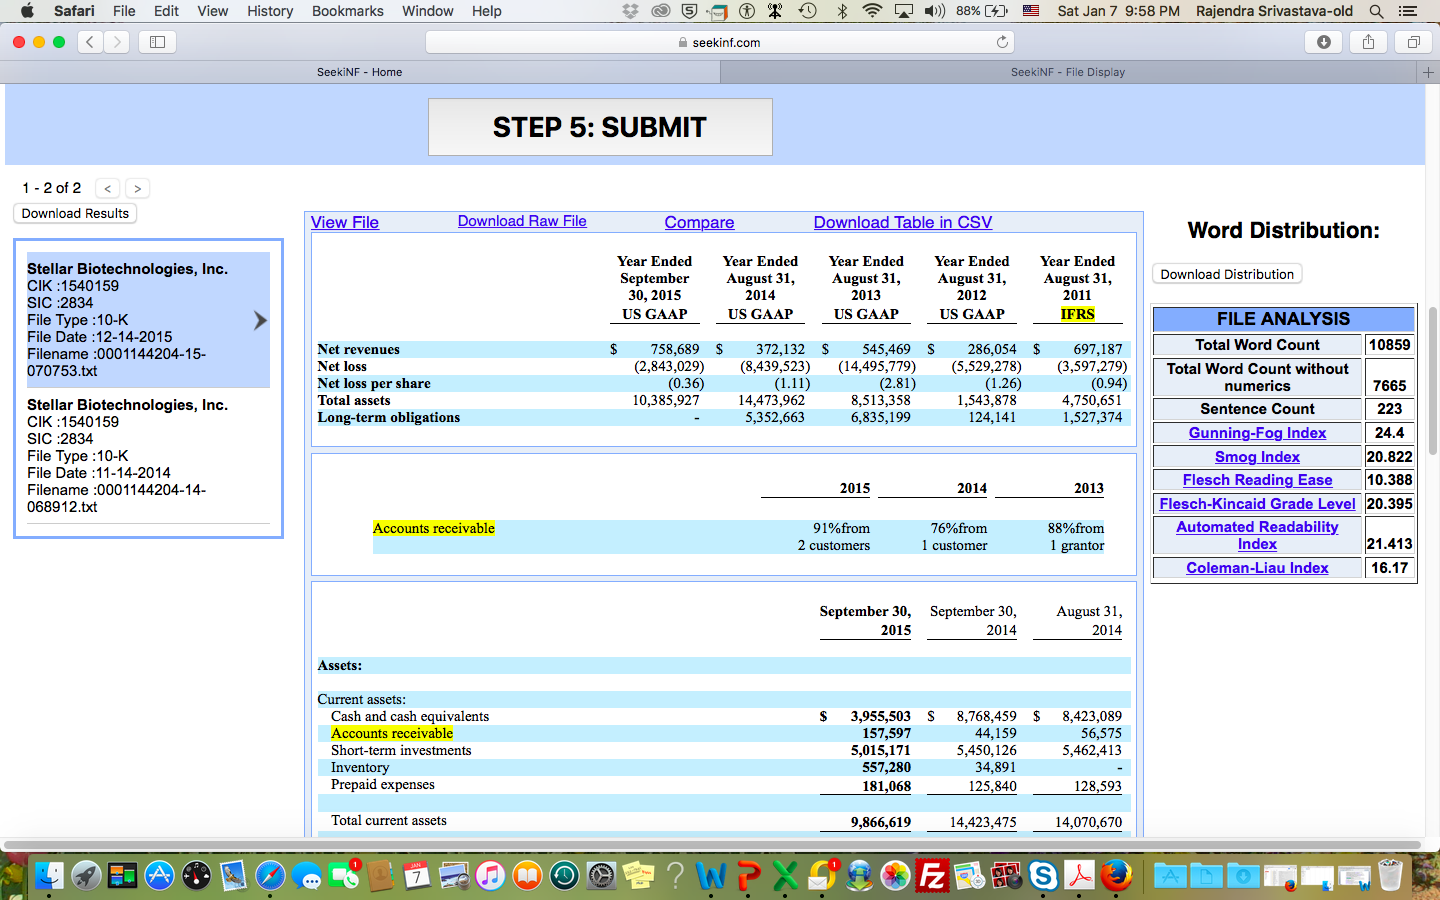 Safari File Edit View History Bookmarks Window Help 88% Sat Jan 7 9:58 PM Rajendra Srivastava-old
seekinf.com
SeekiNF - Home
SeekiNF - File Display
STEP 5: SUBMIT
1 - 2 of 2 < >
Download Results
Stellar Biotechnologies, Inc.
CIK :1540159
SIC :2834
File Type :10-K
File Date :12-14-2015
Filename :0001144204-15-
070753.txt
Stellar Biotechnologies, Inc.
CIK :1540159
SIC :2834
File Type :10-K
File Date :11-14-2014
Filename :0001144204-14-
068912.txt
View File Download Raw File Compare Download Table in CSV
Year Ended Year Ended Year Ended Year Ended Year Ended
September August 31, August 31, August 31, August 31,
30, 2015 2014 2013 2012 2011
US GAAP US GAAP US GAAP US GAAP IFRS
Net revenues $ 758,689 $ 372,132 $ 545,469 $ 286,054 $ 697,187
Net loss (2,843,029) (8,439,523) (14,495,779) (5,529,278) (3,597,279)
Net loss per share (0.36) (1.11) (2.81) (1.26) (0.94)
Total assets 10,385,927 14,473,962 8,513,358 1,543,878 4,750,651
Long-term obligations - 5,352,663 6,835,199 124,141 1,527,374
2015 2014 2013
Accounts receivable 91%from 76%from 88%from
2 customers 1 customer 1 grantor
September 30, September 30, August 31,
2015 2014 2014
Assets:
Current assets:
Cash and cash equivalents $ 3,955,503 $ 8,768,459 $ 8,423,089
Accounts receivable 157,597 44,159 56,575
Short-term investments 5,015,171 5,450,126 5,462,413
Inventory 557,280 34,891 -
Prepaid expenses 181,068 125,840 128,593
Total current assets 9,866,619 14,423,475 14,070,670
Word Distribution:
Download Distribution
FILE ANALYSIS
Total Word Count 10859
Total Word Count without
numerics 7665
Sentence Count 223
Gunning-Fog Index 24.4
Smog Index 20.822
Flesch Reading Ease 10.388
Flesch-Kincaid Grade Level 20.395
Automated Readability
Index 21.413
Coleman-Liau Index 16.17